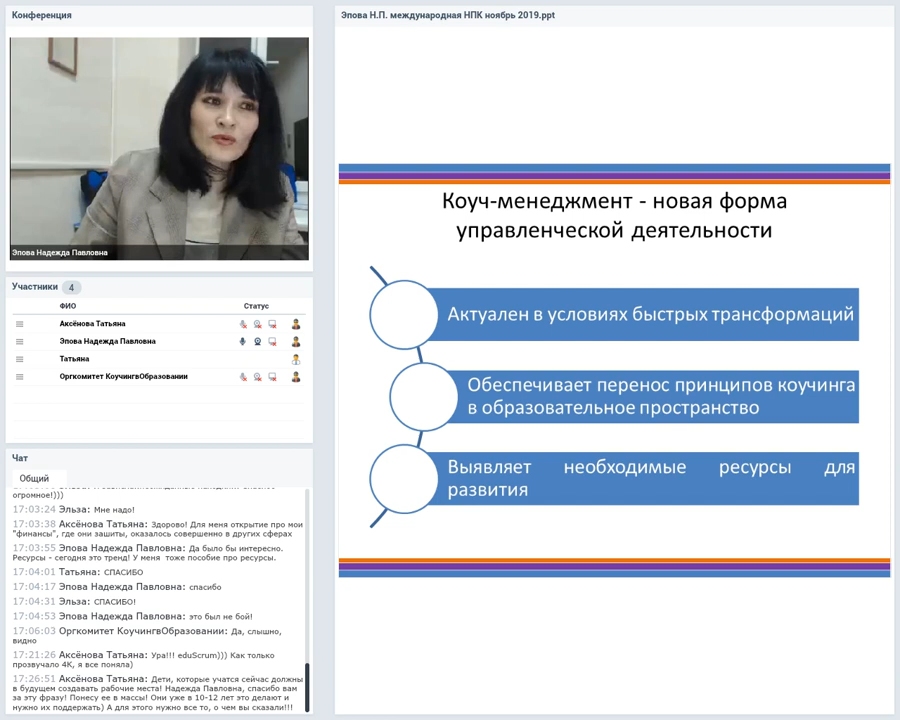 Конференция
Эпова Надежда Павловна
Участники 4
ФИО Статус
Аксёнова Татьяна
Эпова Надежда Павловна
Татьяна
Оргкомитет КоучингвОбразовании
Чат
Общий
огромное!)))
17:03:24 Эльза: Мне надо!
17:03:38 Аксёнова Татьяна: Здорово! Для меня открытие про мои
"финансы", где они зашиты, оказалось совершенно в других сферах
17:03:55 Эпова Надежда Павловна: Да было бы интересно.
Ресурсы - сегодня это тренд! У меня тоже пособие про ресурсы.
17:04:01 Татьяна: СПАСИБО
17:04:17 Эпова Надежда Павловна: спасибо
17:04:31 Эльза: СПАСИБО!
17:04:53 Эпова Надежда Павловна: это был не бой!
17:06:03 Оргкомитет КоучингвОбразовании: Да, слышно,
видно
17:21:26 Аксёнова Татьяна: Ура!!! eduScrum))) Как только
прозвучало 4К, я все поняла)
17:26:51 Аксёнова Татьяна: Дети, которые учатся сейчас должны
в будущем создавать рабочие места! Надежда Павловна, спасибо вам
за эту фразу! Понесу ее в массы! Они уже в 10-12 лет это делают и
нужно их поддержать) А для этого нужно все то, о чем вы сказали!!!
Эпова Н.П. международная НПК ноябрь 2019.ppt
Коуч-менеджмент - новая форма
управленческой деятельности
Актуален в условиях быстрых трансформаций
Обеспечивает перенос принципов коучинга
в образовательное пространство
Выявляет необходимые ресурсы для
развития